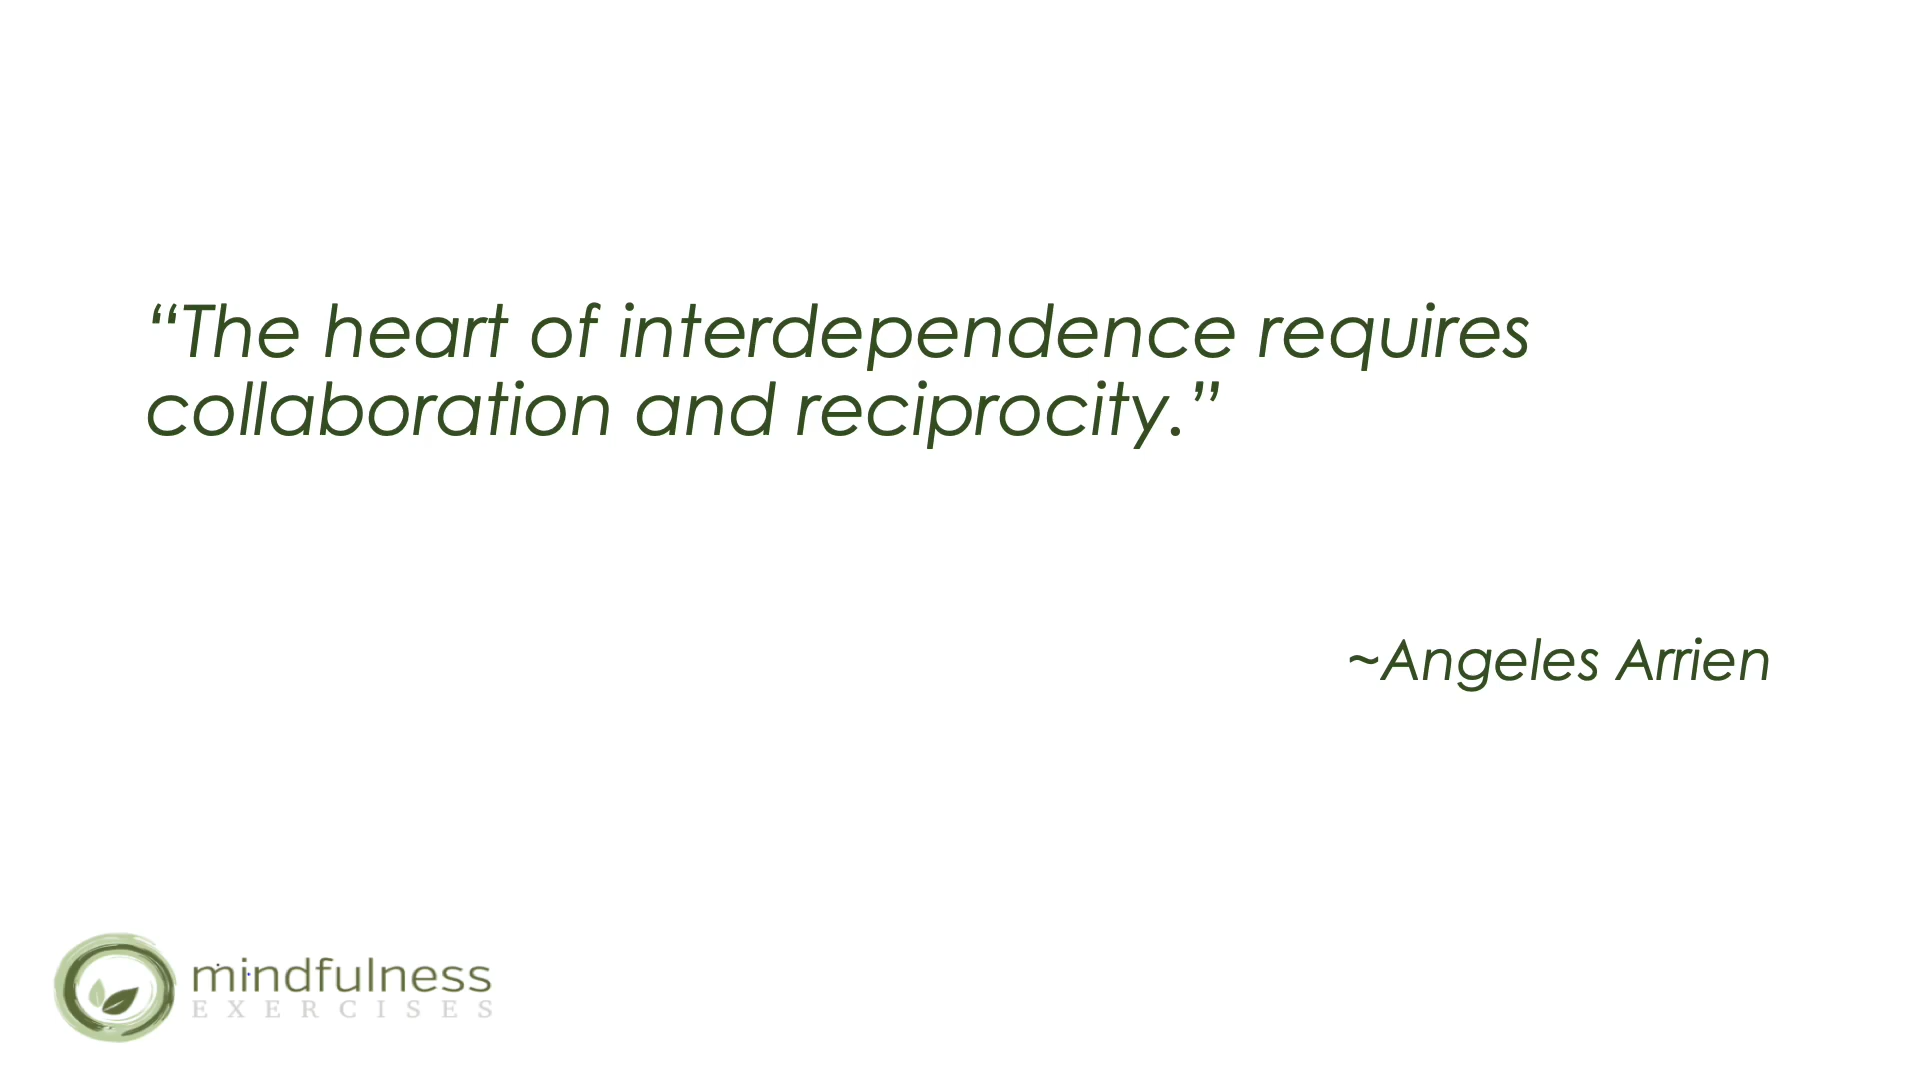 “The heart of interdependence requires
collaboration and reciprocity.”
~Angeles Arrien
mindfulness
EXERCISES